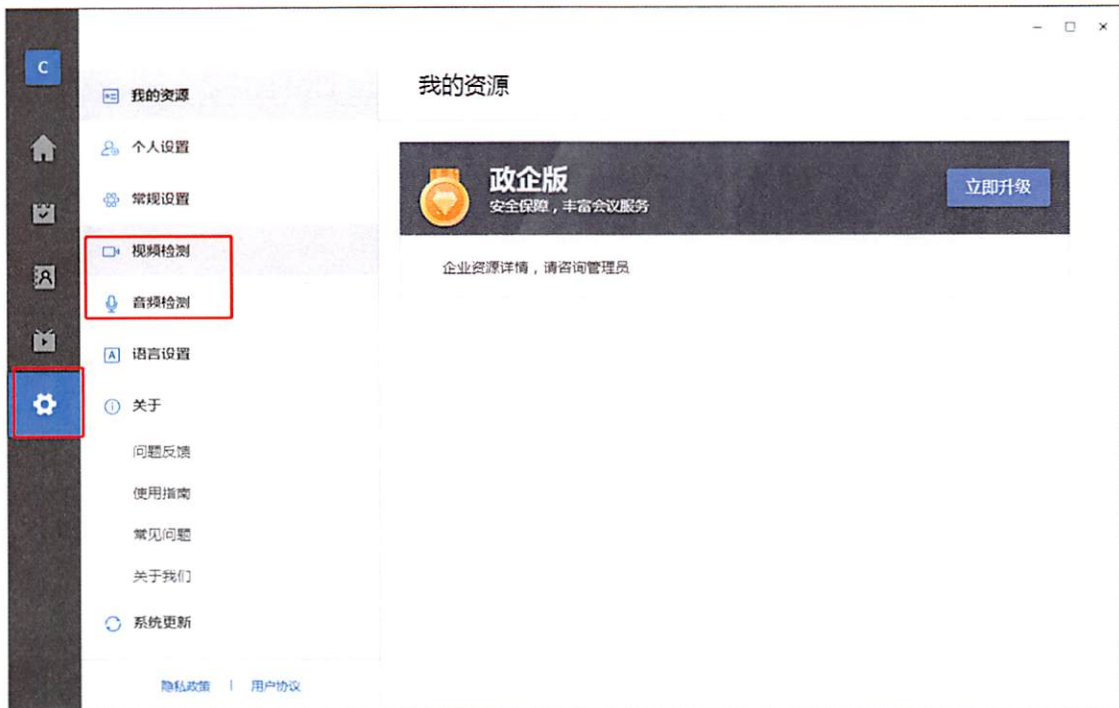 C
我的资源
个人设置
常规设置
视频检测
音频检测
语言设置
关于
问题反馈
使用指南
常见问题
关于我们
系统更新
隐私政策 | 用户协议
我的资源
政企版
安全保障，丰富会议服务
立即升级
企业资源详情，请咨询管理员